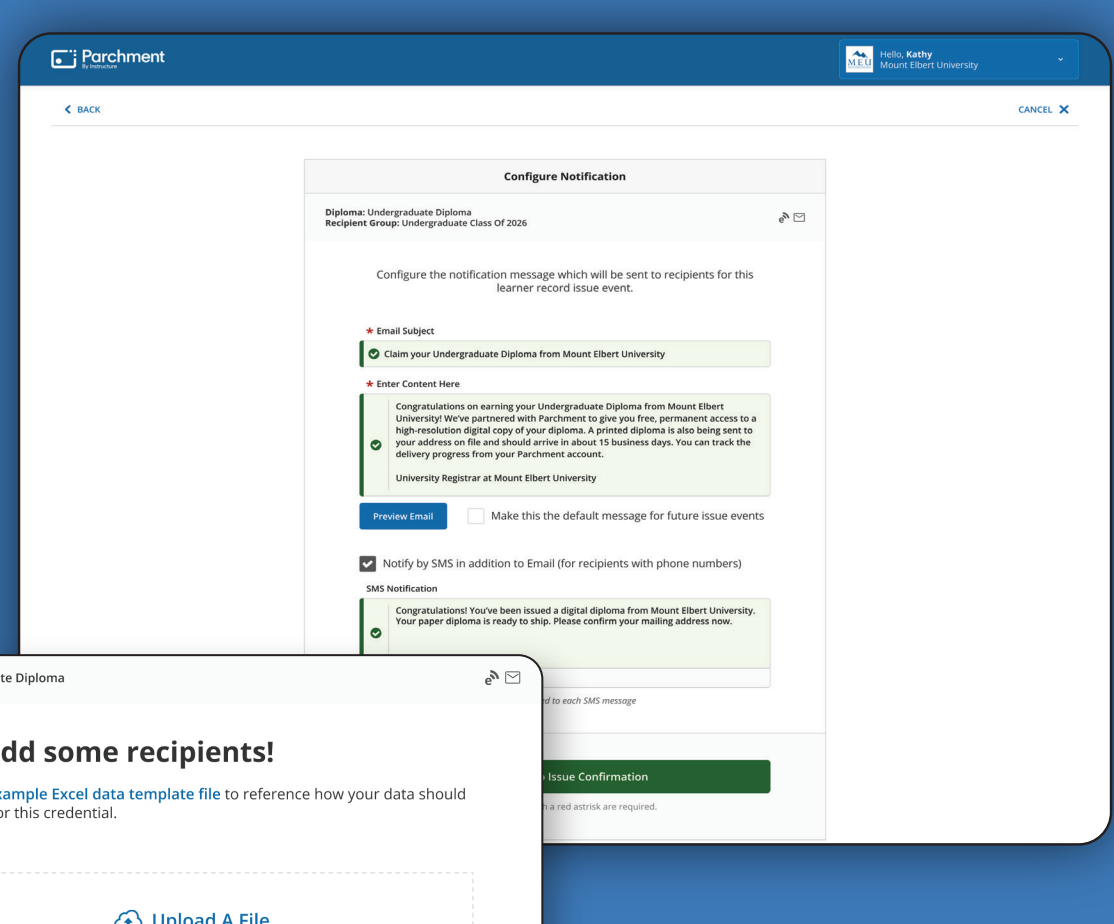 Parchment
By Instructure
MEU
Hello, Kathy
Mount Elbert University
BACK
CANCEL
Configure Notification
Diploma: Undergraduate Diploma
Recipient Group: Undergraduate Class Of 2026
Configure the notification message which will be sent to recipients for this
learner record issue event.
* Email Subject
Claim your Undergraduate Diploma from Mount Elbert University
* Enter Content Here
Congratulations on earning your Undergraduate Diploma from Mount Elbert
University! We've partnered with Parchment to give you free, permanent access to a
high-resolution digital copy of your diploma. A printed diploma is also being sent to
your address on file and should arrive in about 15 business days. You can track the
delivery progress from your Parchment account.
University Registrar at Mount Elbert University
Preview Email
Make this the default message for future issue events
Notify by SMS in addition to Email (for recipients with phone numbers)
SMS Notification
Congratulations! You've been issued a digital diploma from Mount Elbert University.
Your paper diploma is ready to ship. Please confirm your mailing address now.
to each SMS message
Issue Confirmation
a red astrisk are required.
Diploma
some recipients!
Excel data template file to reference how your data should
for this credential.
Upload A File